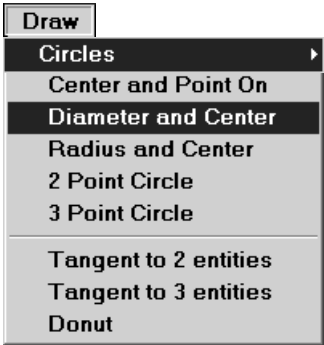 Draw
Circles
Center and Point On
Diameter and Center
Radius and Center
2 Point Circle
3 Point Circle
Tangent to 2 entities
Tangent to 3 entities
Donut